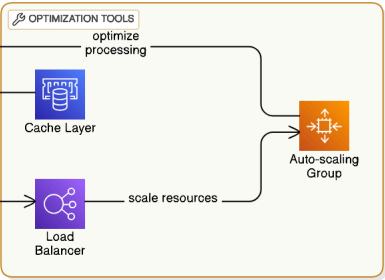 OPTIMIZATION TOOLS
optimize
processing
Cache Layer
Auto-scaling
Group
scale resources
Load
Balancer